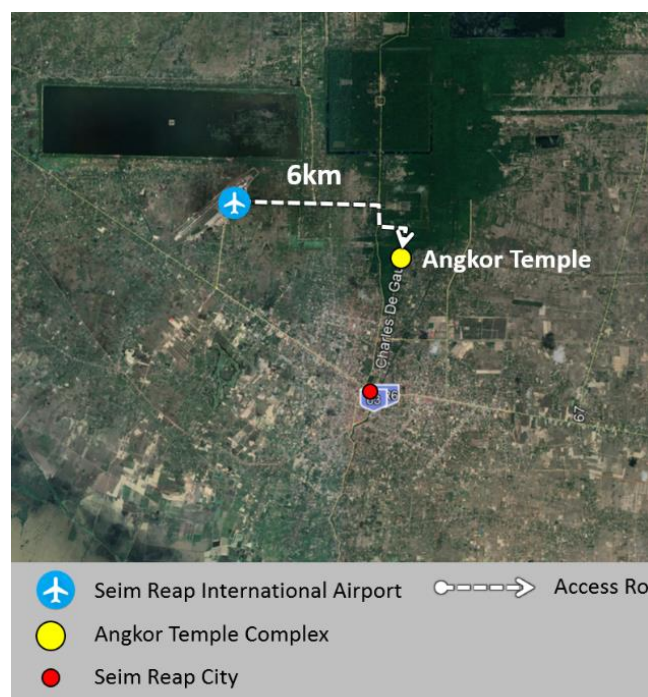 6km
Angkor Temple
Charles De Gau
67
Seim Reap International Airport
Access Ro
Angkor Temple Complex
Seim Reap City